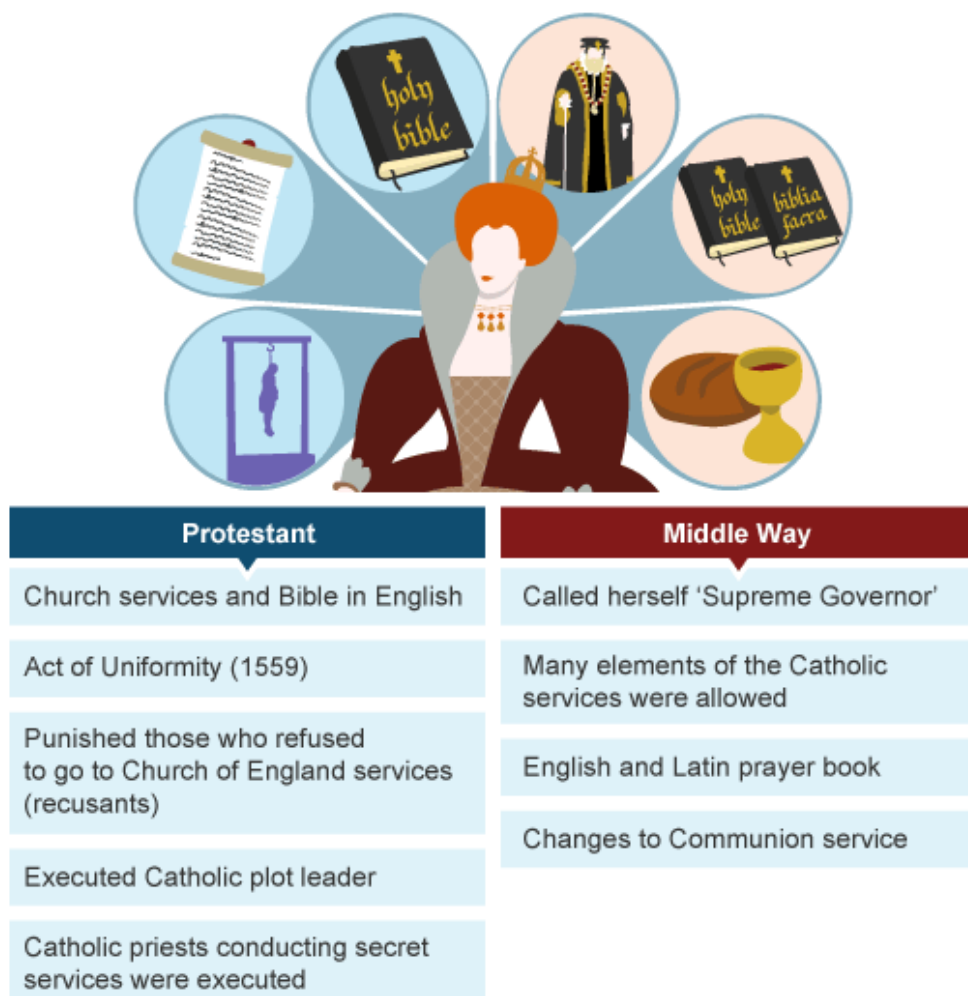 holy
bible
holy
bible
biblia
facra
Protestant
Middle Way
Church services and Bible in English
Act of Uniformity (1559)
Punished those who refused
to go to Church of England services
(recusants)
Executed Catholic plot leader
Catholic priests conducting secret
services were executed
Called herself ‘Supreme Governor’
Many elements of the Catholic
services were allowed
English and Latin prayer book
Changes to Communion service